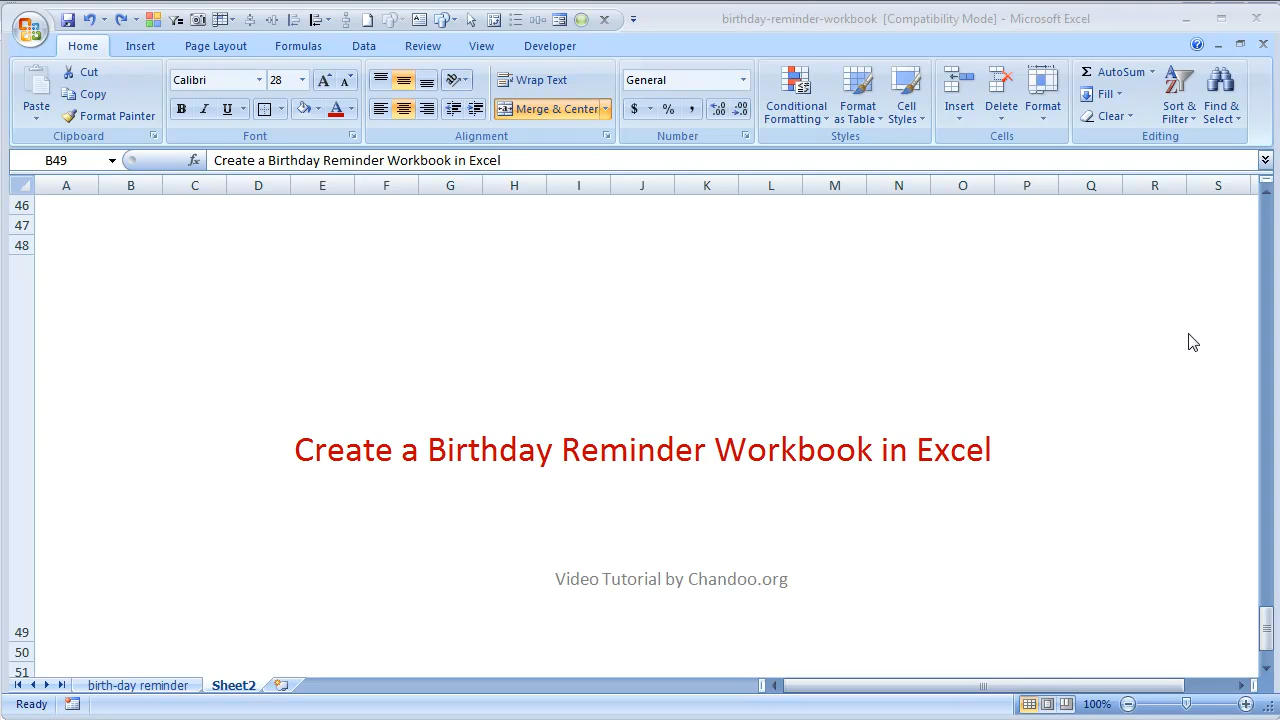 [Compatibility Mode] - Microsoft Excel
Home Insert Page Layout Formulas Data Review View Developer
Paste
Cut
Copy
Format Painter
Clipboard
Calibri 28
B I U A
Font
Wrap Text
Merge & Center
Alignment
General
$ % ,
Number
Conditional Formatting
Format as Table
Cell Styles
Styles
Insert Delete Format
Cells
Σ AutoSum
Fill
Clear
Sort & Filter
Find & Select
Editing
B49 fx Create a Birthday Reminder Workbook in Excel
A B C D E F G H I J K L M N O P Q R S
46
47
48
Create a Birthday Reminder Workbook in Excel
Video Tutorial by Chandoo.org
49
50
51
birth-day reminder Sheet2
Ready 100%